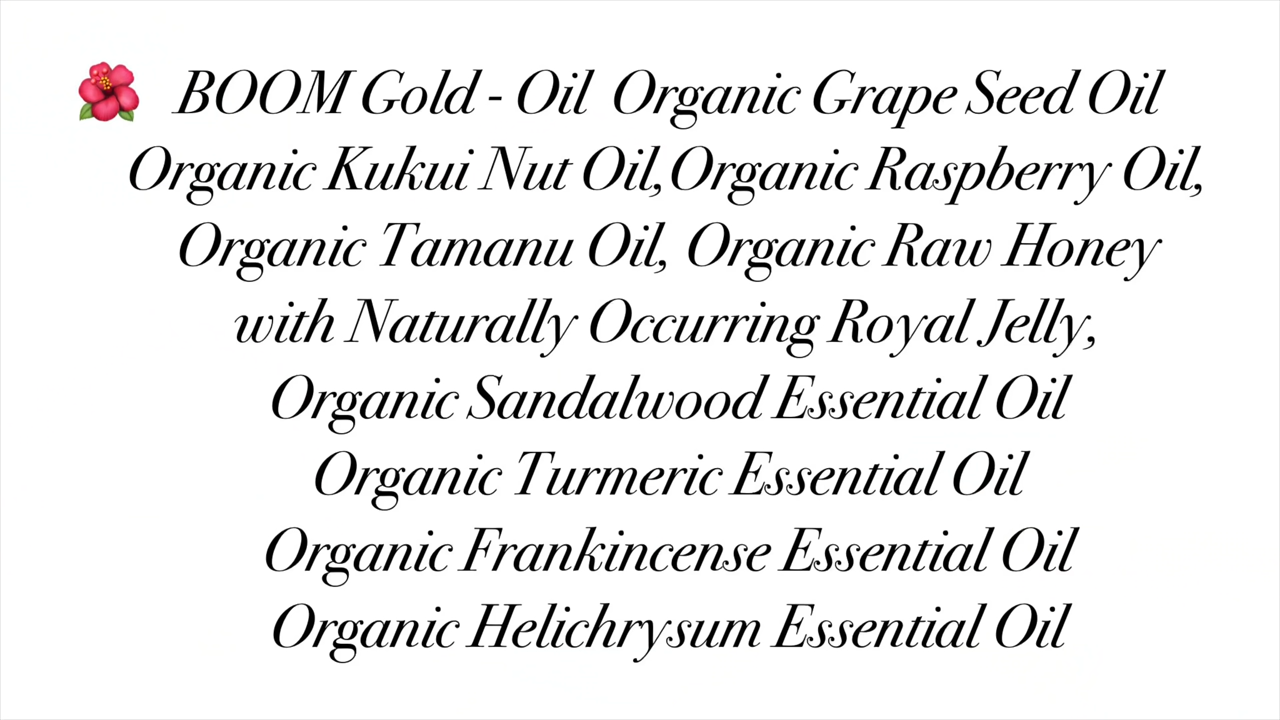 🌺 BOOM Gold - Oil Organic Grape Seed Oil
Organic Kukui Nut Oil,Organic Raspberry Oil,
Organic Tamanu Oil, Organic Raw Honey
with Naturally Occurring Royal Jelly,
Organic Sandalwood Essential Oil
Organic Turmeric Essential Oil
Organic Frankincense Essential Oil
Organic Helichrysum Essential Oil